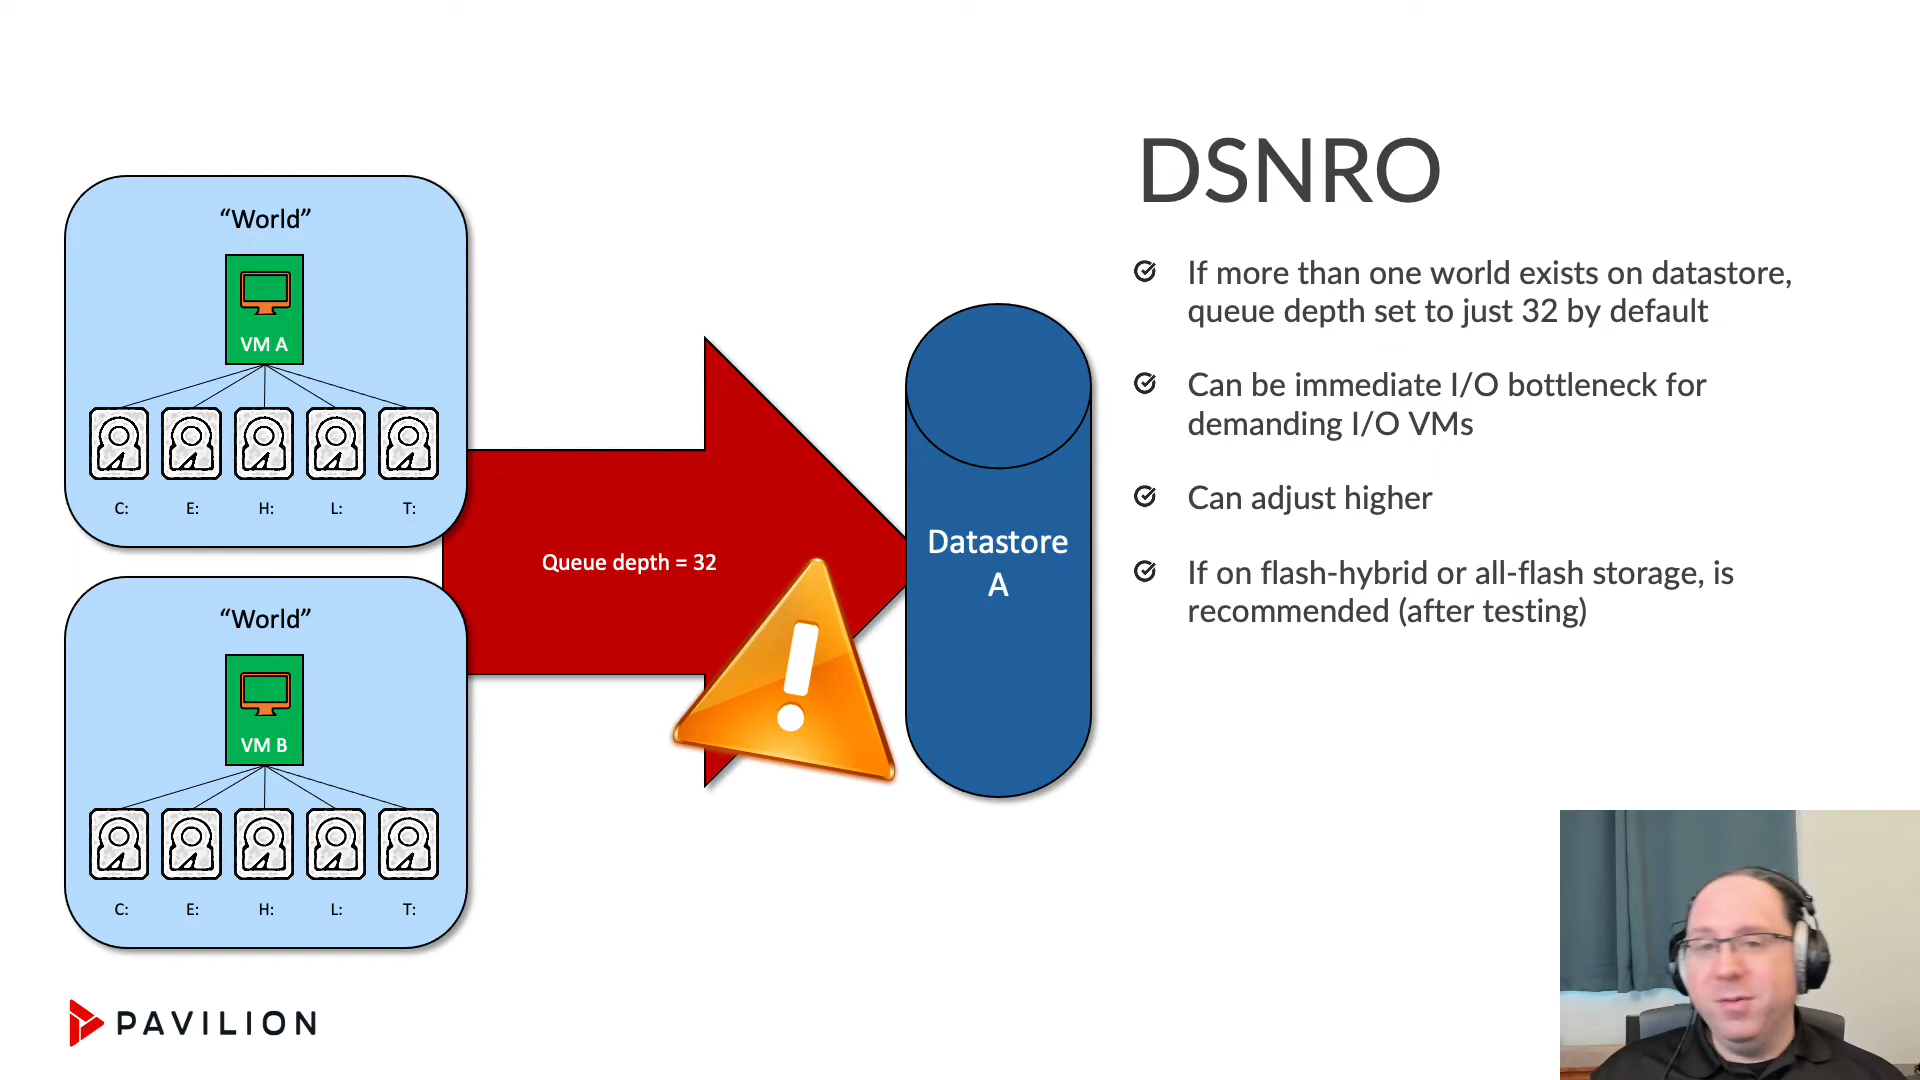 “World”
VM A
C: E: H: L: T:
“World”
VM B
C: E: H: L: T:
Queue depth = 32
Datastore
A
DSNRO
If more than one world exists on datastore,
queue depth set to just 32 by default
Can be immediate I/O bottleneck for
demanding I/O VMs
Can adjust higher
If on flash-hybrid or all-flash storage, is
recommended (after testing)
PAVILION